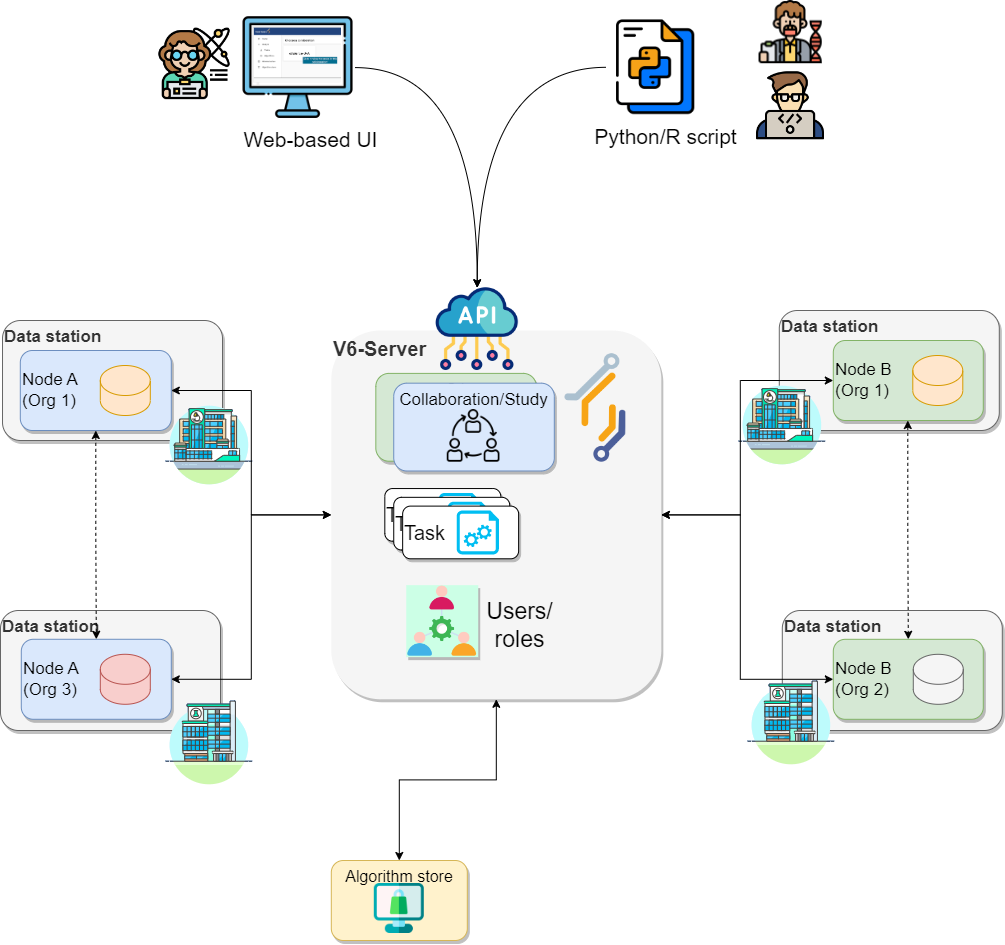 Web-based UI
Python/R script
</>
API
V6-Server
Collaboration/Study
Data station
Node A
(Org 1)
Data station
Node B
(Org 1)
Task
Users/
roles
Data station
Node A
(Org 3)
Data station
Node B
(Org 2)
Algorithm store